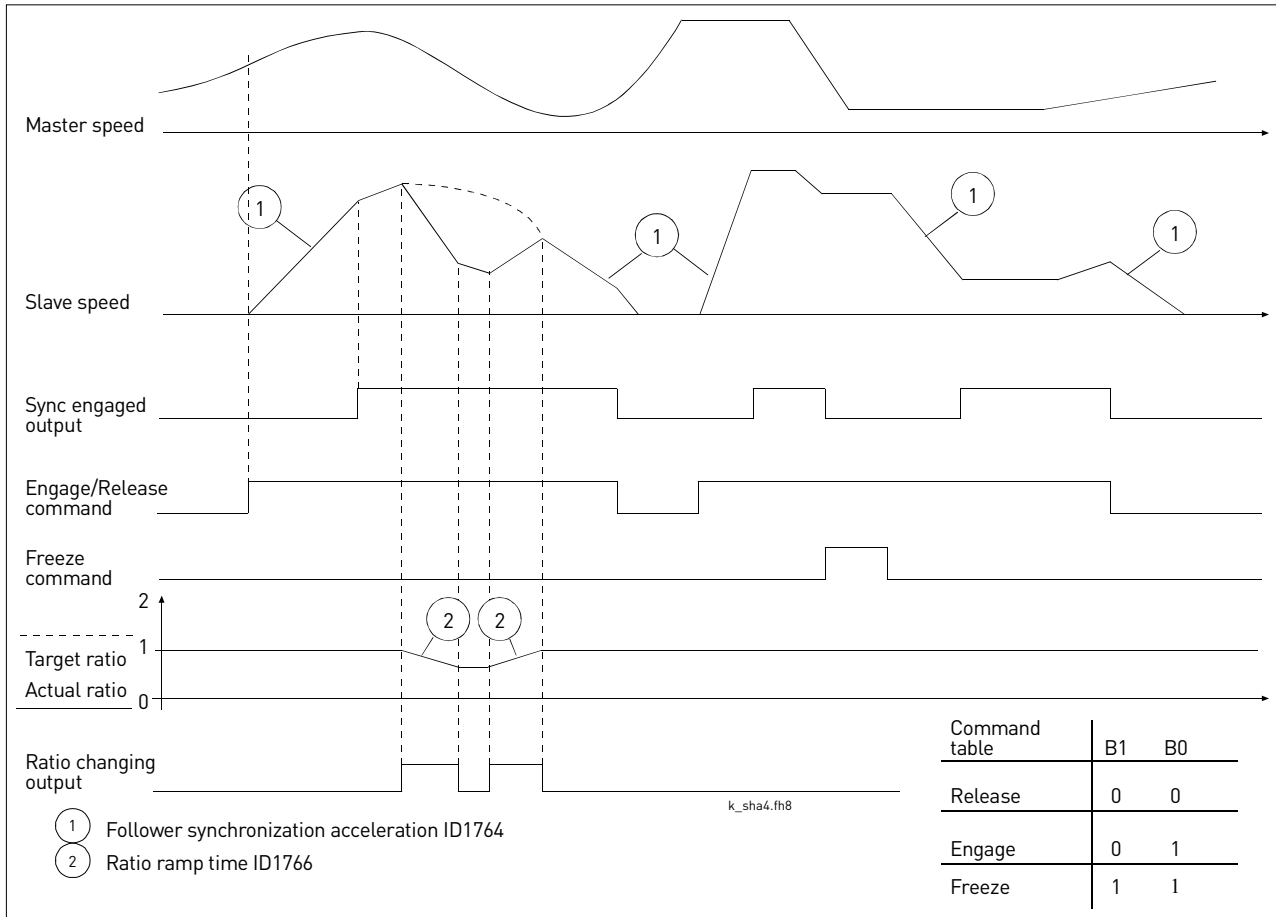 Master speed
1
1
1
1
Slave speed
Sync engaged
output
Engage/Release
command
Freeze
command
2
2 2
1
Target ratio
Actual ratio
0
Ratio changing
output
k_sha4.fh8
1 Follower synchronization acceleration ID1764
2 Ratio ramp time ID1766
Command
table B1 B0
Release 0 0
Engage 0 1
Freeze 1 1